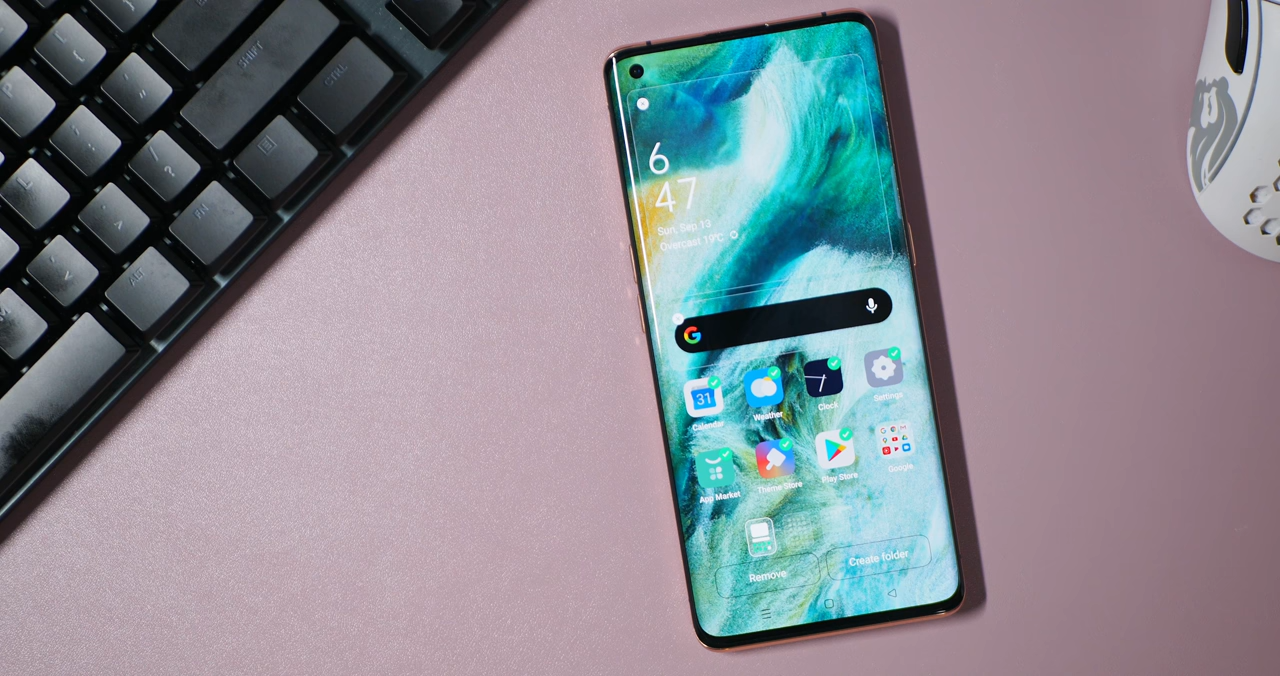 SHIFT
CTRL
P
?
/
FN
ALT
6
47
Sun, Sep 13
Overcast 19°C
G
31
Calendar
Weather
Clock
Settings
App Market
Theme Store
Play Store
Google
Remove
Create folder